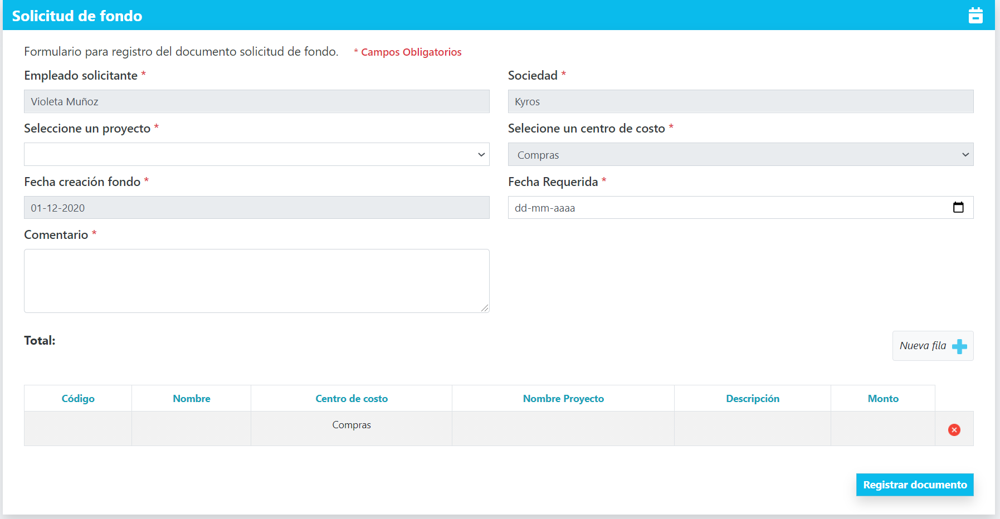 Solicitud de fondo
Formulario para registro del documento solicitud de fondo. * Campos Obligatorios
Empleado solicitante * Sociedad *
Violeta Muñoz Kyros
Seleccione un proyecto * Selecione un centro de costo *
Compras
Fecha creación fondo * Fecha Requerida *
01-12-2020 dd-mm-aaaa
Comentario *
Total: Nueva fila
Código Nombre Centro de costo Nombre Proyecto Descripción Monto
Compras
Registrar documento